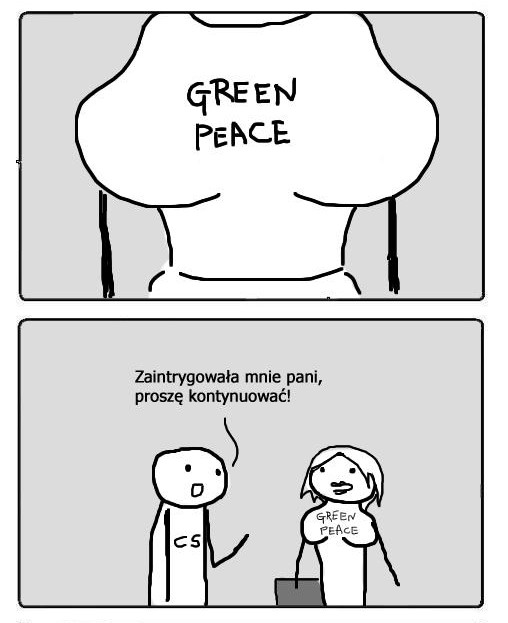 GREEN
PEACE
Zaintrygowała mnie pani,
proszę kontynuować!
CS
GREEN
PEACE